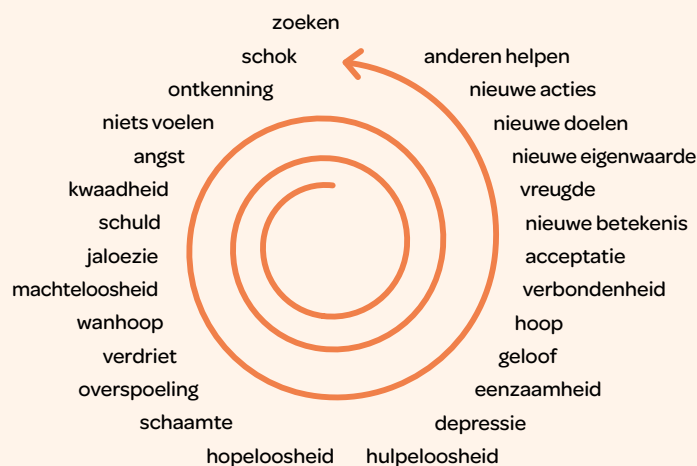 zoeken
schok
ontkenning
niets voelen
angst
kwaadheid
schuld
jaloezie
machteloosheid
wanhoop
verdriet
overspoeling
schaamte
hopeloosheid
hulpeloosheid
depressie
eenzaamheid
geloof
hoop
verbondenheid
acceptatie
nieuwe betekenis
vreugde
nieuwe eigenwaarde
nieuwe doelen
nieuwe acties
anderen helpen